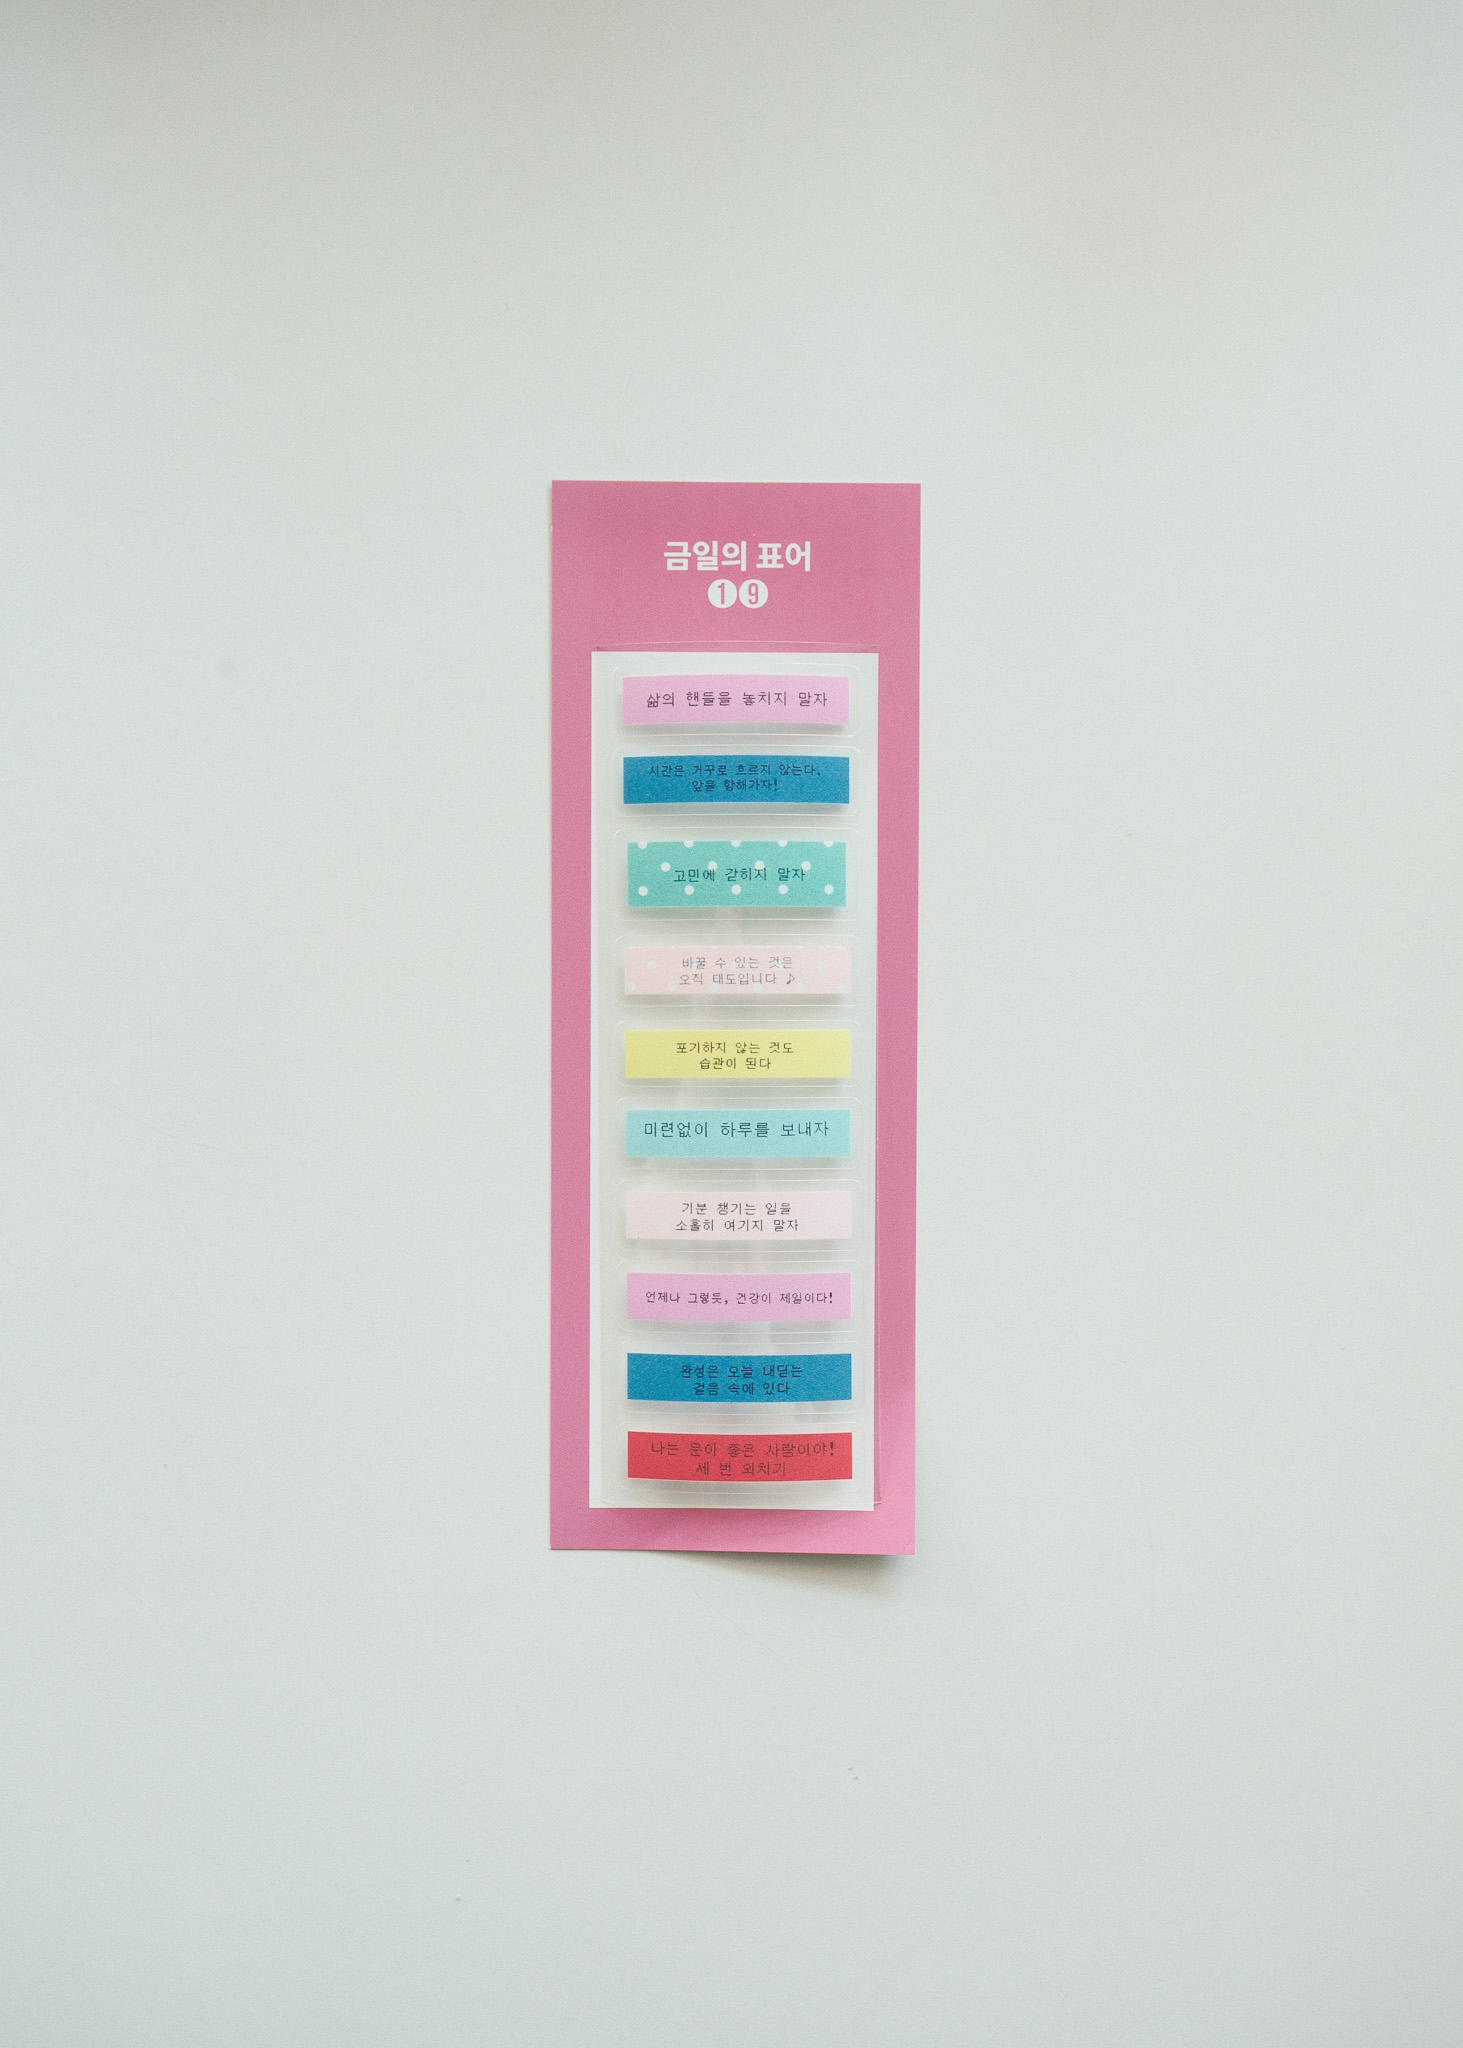 금일의 표어
19
삶의 핸들을 놓치지 말자
시간은 거꾸로 흐르지 않는다.
앞을 향해가자!
고민에 갇히지 말자
바꿀 수 있는 것은
오직 태도입니다 ♪
포기하지 않는 것도
습관이 된다
미련없이 하루를 보내자
기분 챙기는 일을
소홀히 여기지 말자
언제나 그렇듯, 건강이 제일이다!
완성은 오늘 내딛는
걸음 속에 있다
나는 운이 좋은 사람이야!
세 번 외치기